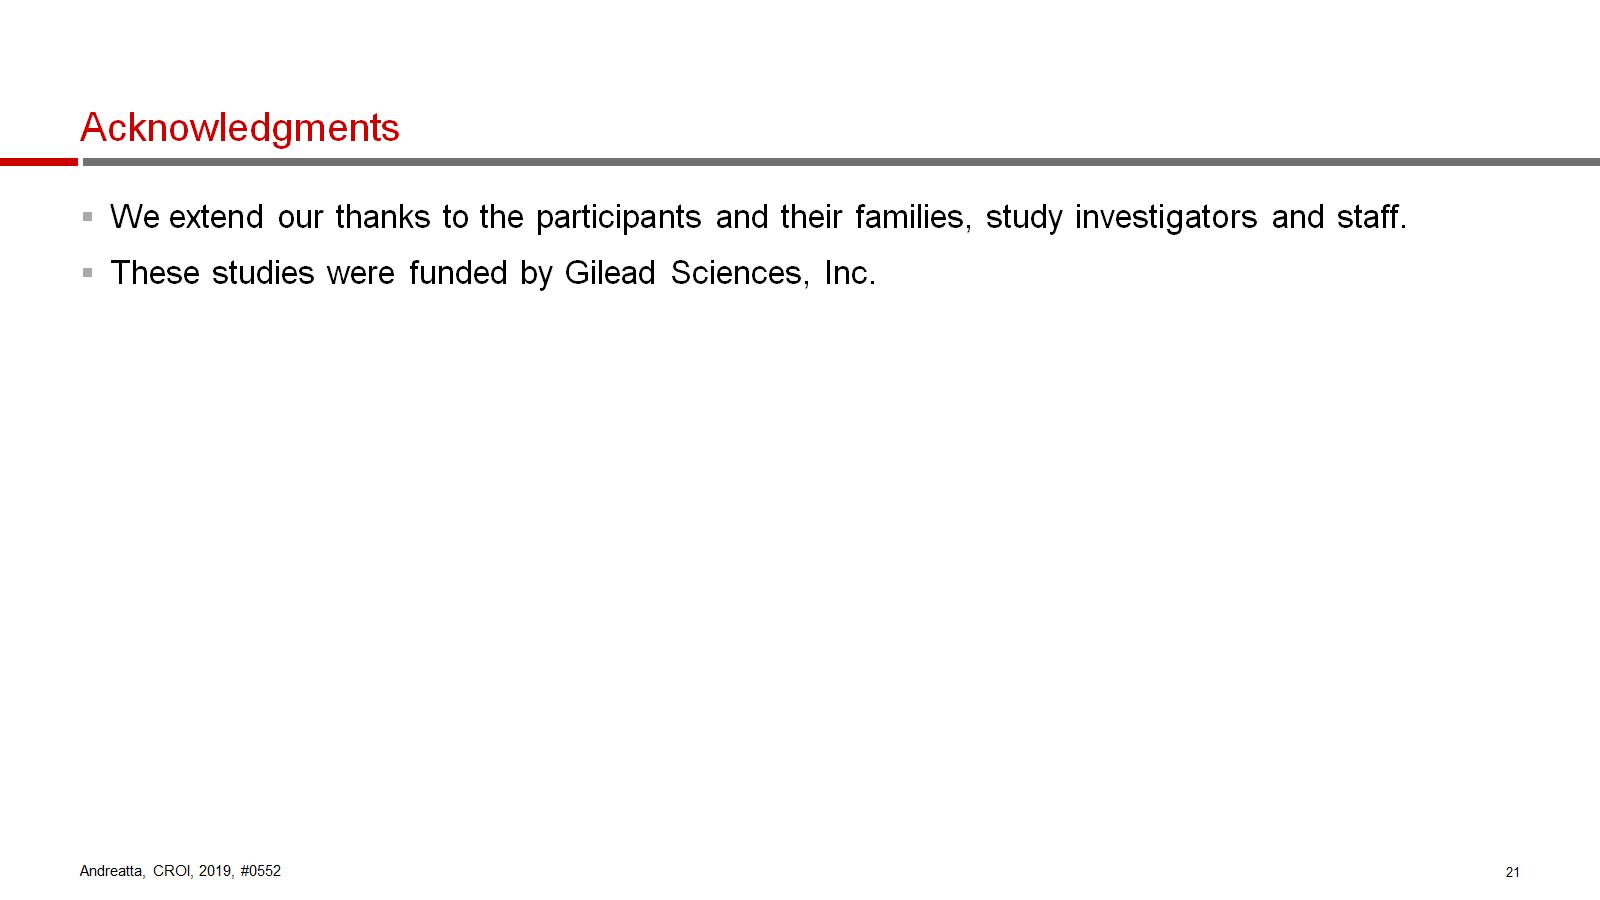 Acknowledgments
▪ We extend our thanks to the participants and their families, study investigators and staff.
▪ These studies were funded by Gilead Sciences, Inc.
Andreatta, CROI, 2019, #0552
21